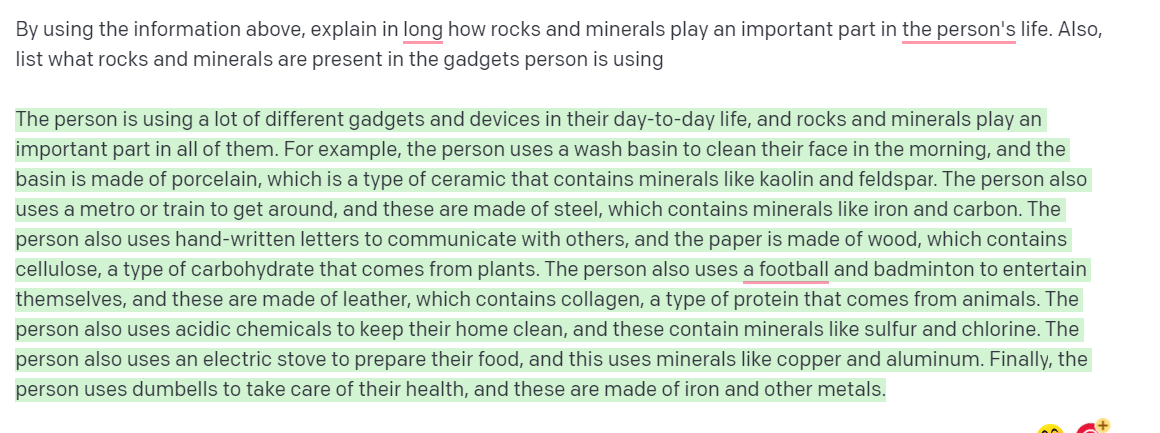 By using the information above, explain in long how rocks and minerals play an important part in the person's life. Also,
list what rocks and minerals are present in the gadgets person is using
The person is using a lot of different gadgets and devices in their day-to-day life, and rocks and minerals play an
important part in all of them. For example, the person uses a wash basin to clean their face in the morning, and the
basin is made of porcelain, which is a type of ceramic that contains minerals like kaolin and feldspar. The person also
uses a metro or train to get around, and these are made of steel, which contains minerals like iron and carbon. The
person also uses hand-written letters to communicate with others, and the paper is made of wood, which contains
cellulose, a type of carbohydrate that comes from plants. The person also uses a football and badminton to entertain
themselves, and these are made of leather, which contains collagen, a type of protein that comes from animals. The
person also uses acidic chemicals to keep their home clean, and these contain minerals like sulfur and chlorine. The
person also uses an electric stove to prepare their food, and this uses minerals like copper and aluminum. Finally, the
person uses dumbells to take care of their health, and these are made of iron and other metals.